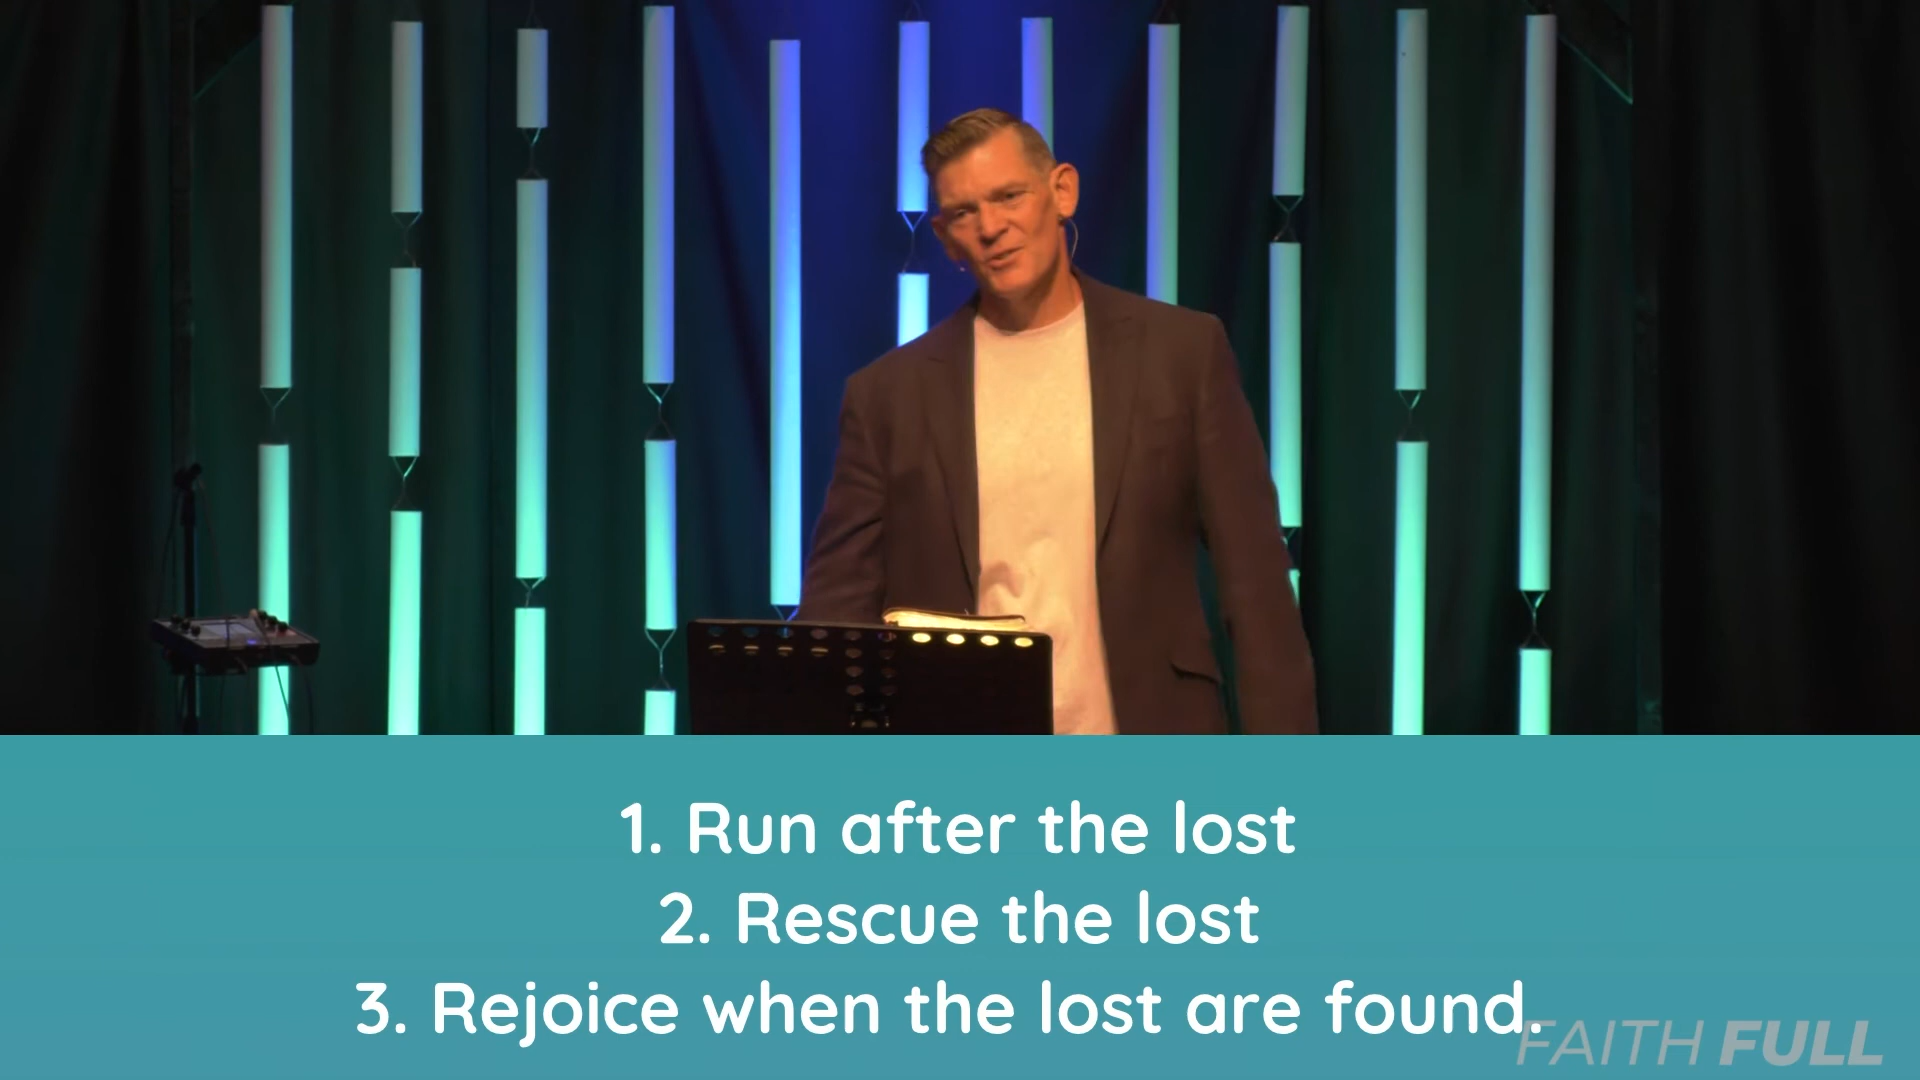 1. Run after the lost
2. Rescue the lost
3. Rejoice when the lost are found.
FAITH FULL